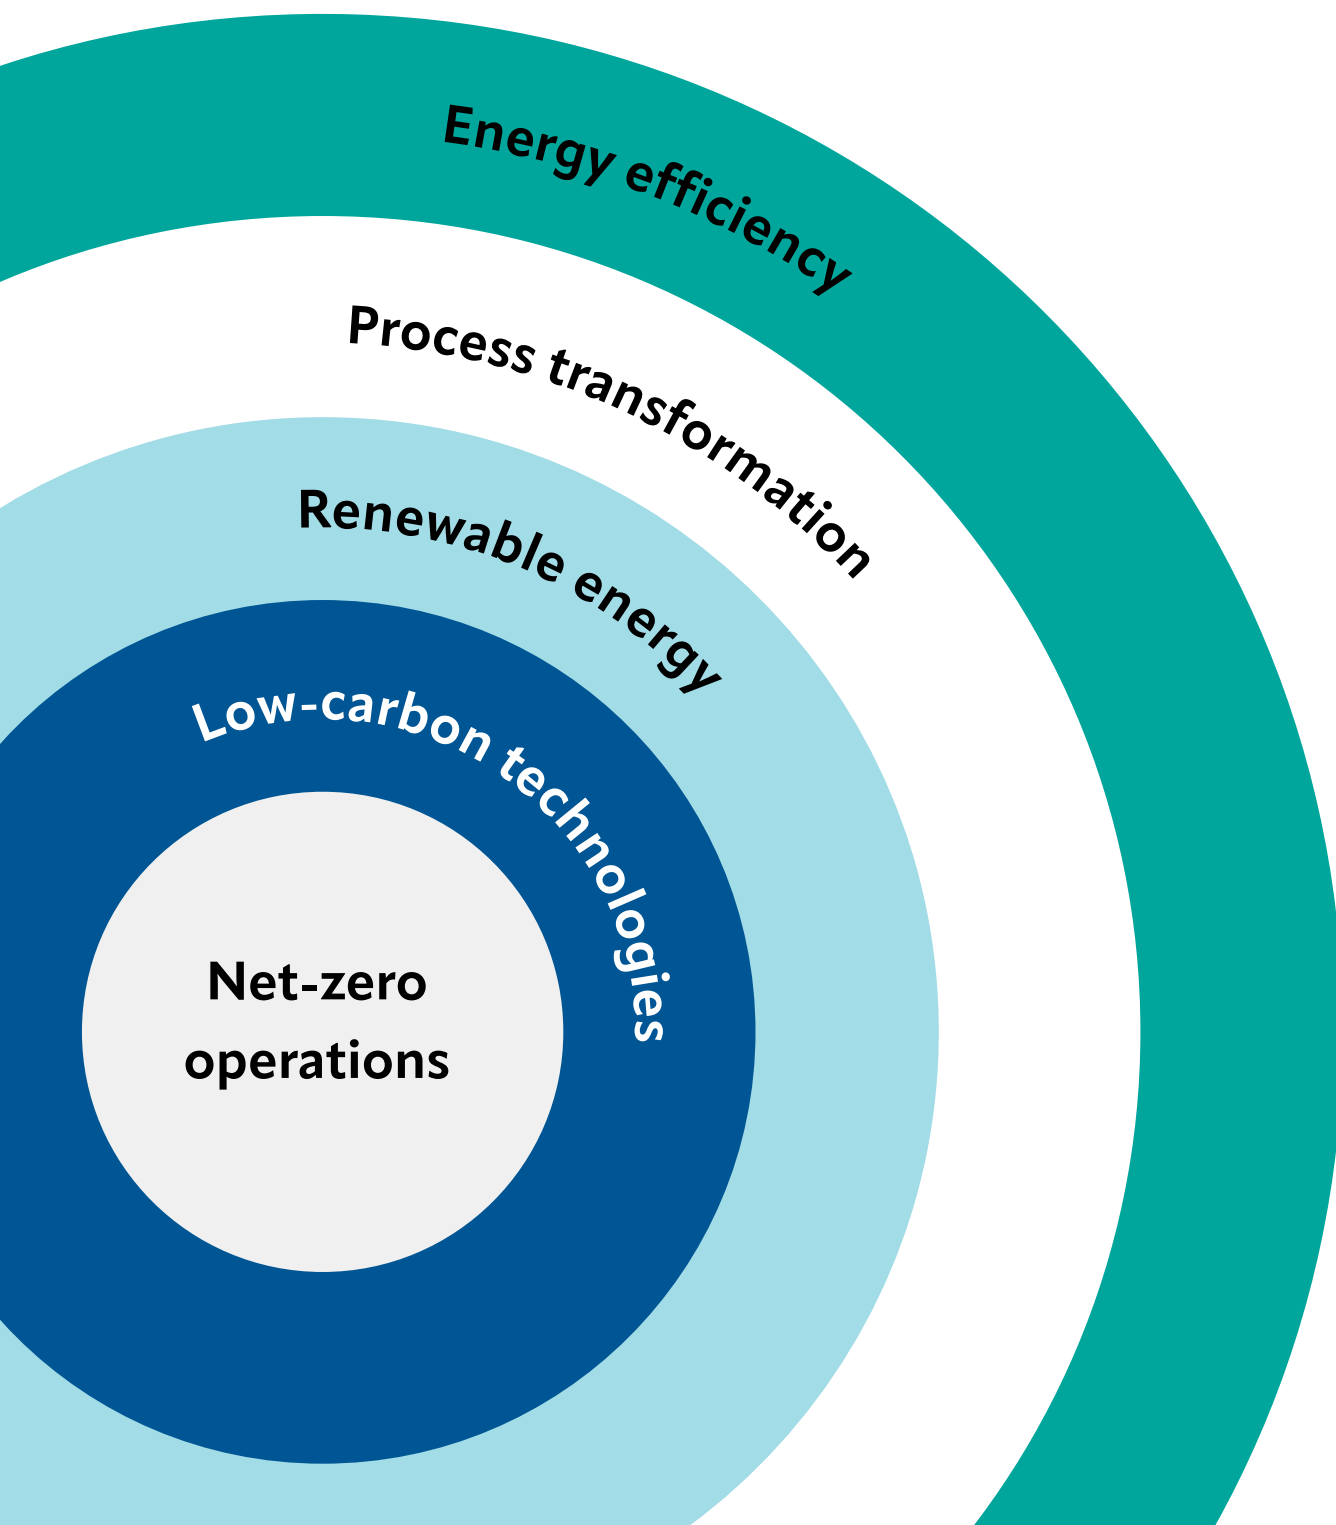 Energy efficiency
Process transformation
Renewable energy
Low-carbon technologies
Net-zero
operations